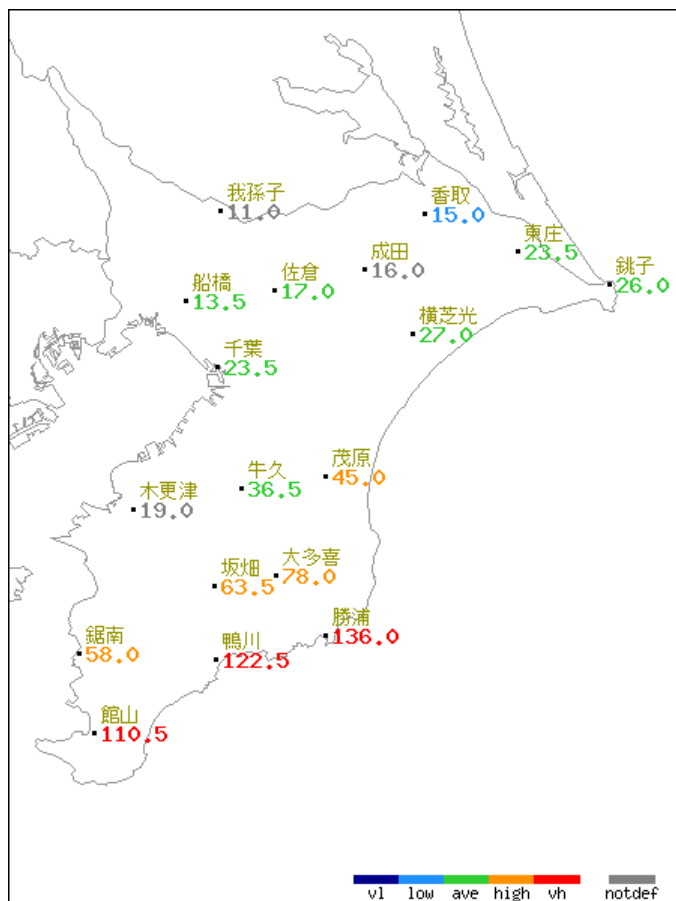 我孫子
11.0
香取
15.0
東庄
23.5
成田
16.0
銚子
26.0
船橋
13.5
佐倉
17.0
横芝光
27.0
千葉
23.5
茂原
45.0
牛久
36.5
木更津
19.0
大多喜
78.0
坂畑
63.5
勝浦
136.0
鋸南
58.0
鴨川
122.5
館山
110.5
vl low ave high vh notdef